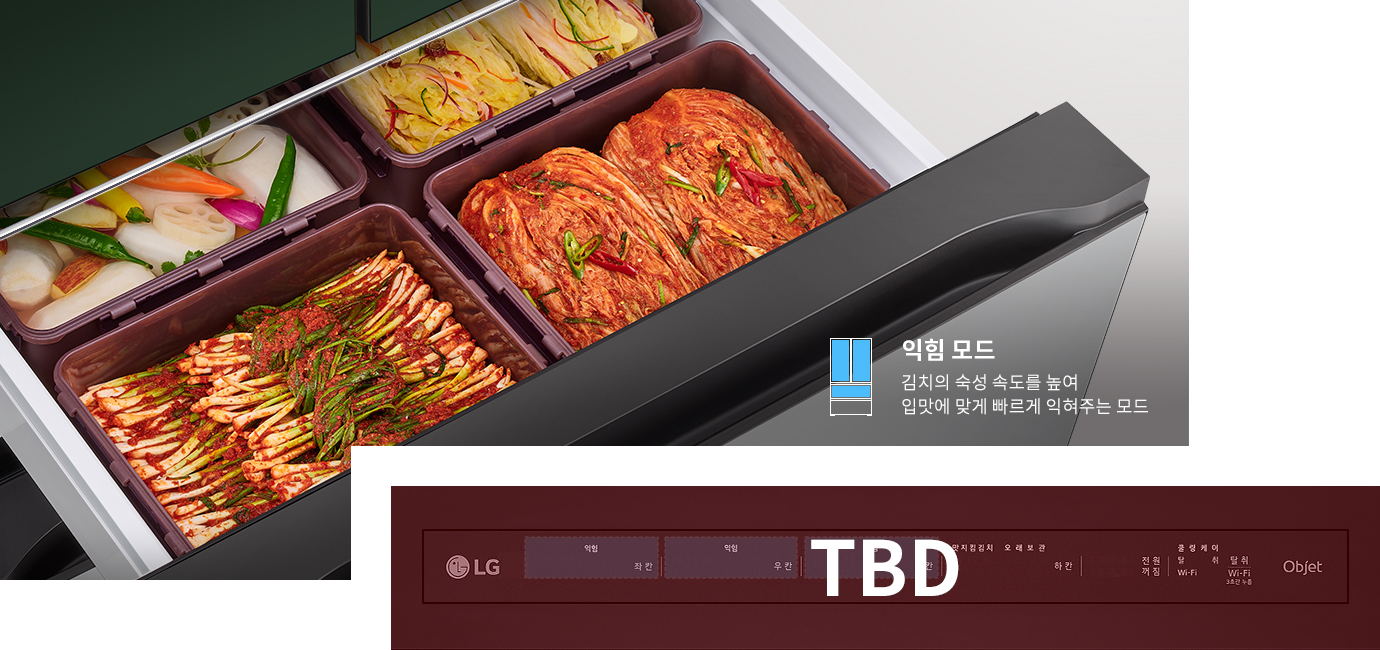 익힘 모드
김치의 숙성 속도를 높여
입맛에 맞게 빠르게 익혀주는 모드
TBD
LG
익힘
좌 칸
익힘
우 칸
칸
맛지킴김치 오 래 보 관
하 칸
전 원
꺼 짐
쿨 링 케 이
탈 취
Wi-Fi
탈 취
Wi-Fi
3초간 누름
Objet